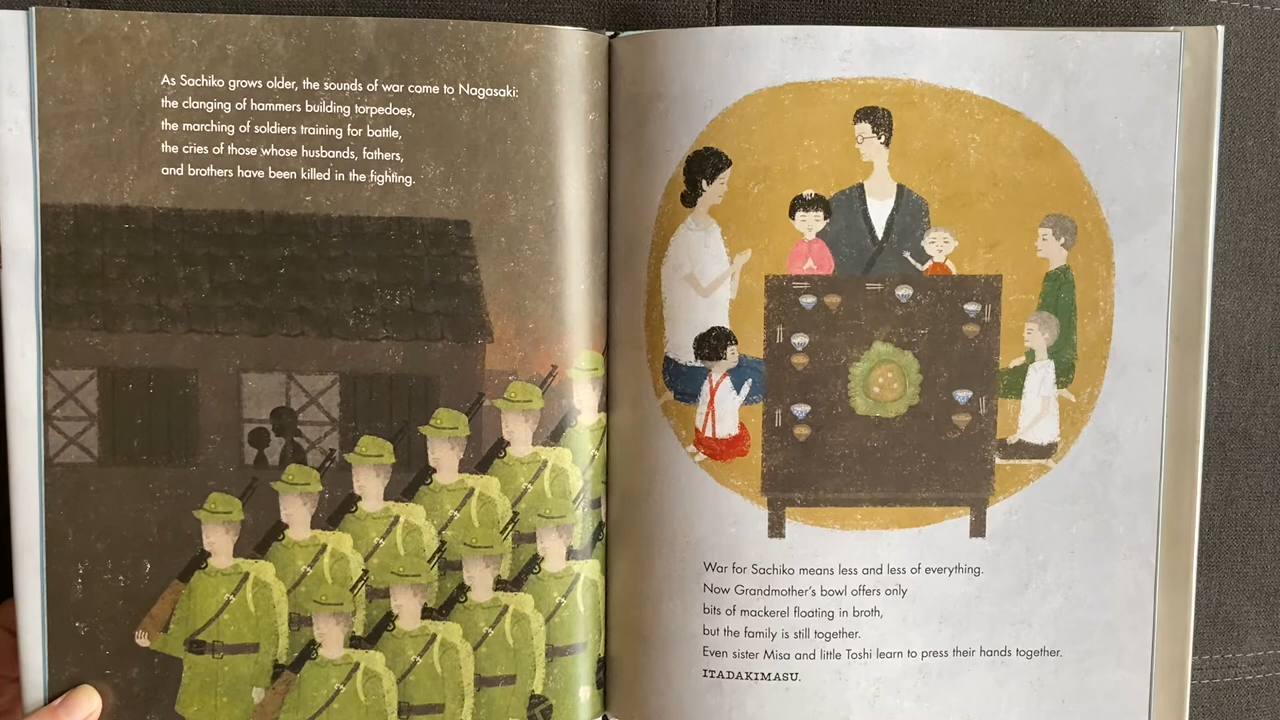 As Sachiko grows older, the sounds of war come to Nagasaki:
the clanging of hammers building torpedoes,
the marching of soldiers training for battle,
the cries of those whose husbands, fathers,
and brothers have been killed in the fighting.
War for Sachiko means less and less of everything.
Now Grandmother's bowl offers only
bits of mackerel floating in broth,
but the family is still together.
Even sister Misa and little Toshi learn to press their hands together.
ITADAKIMASU.